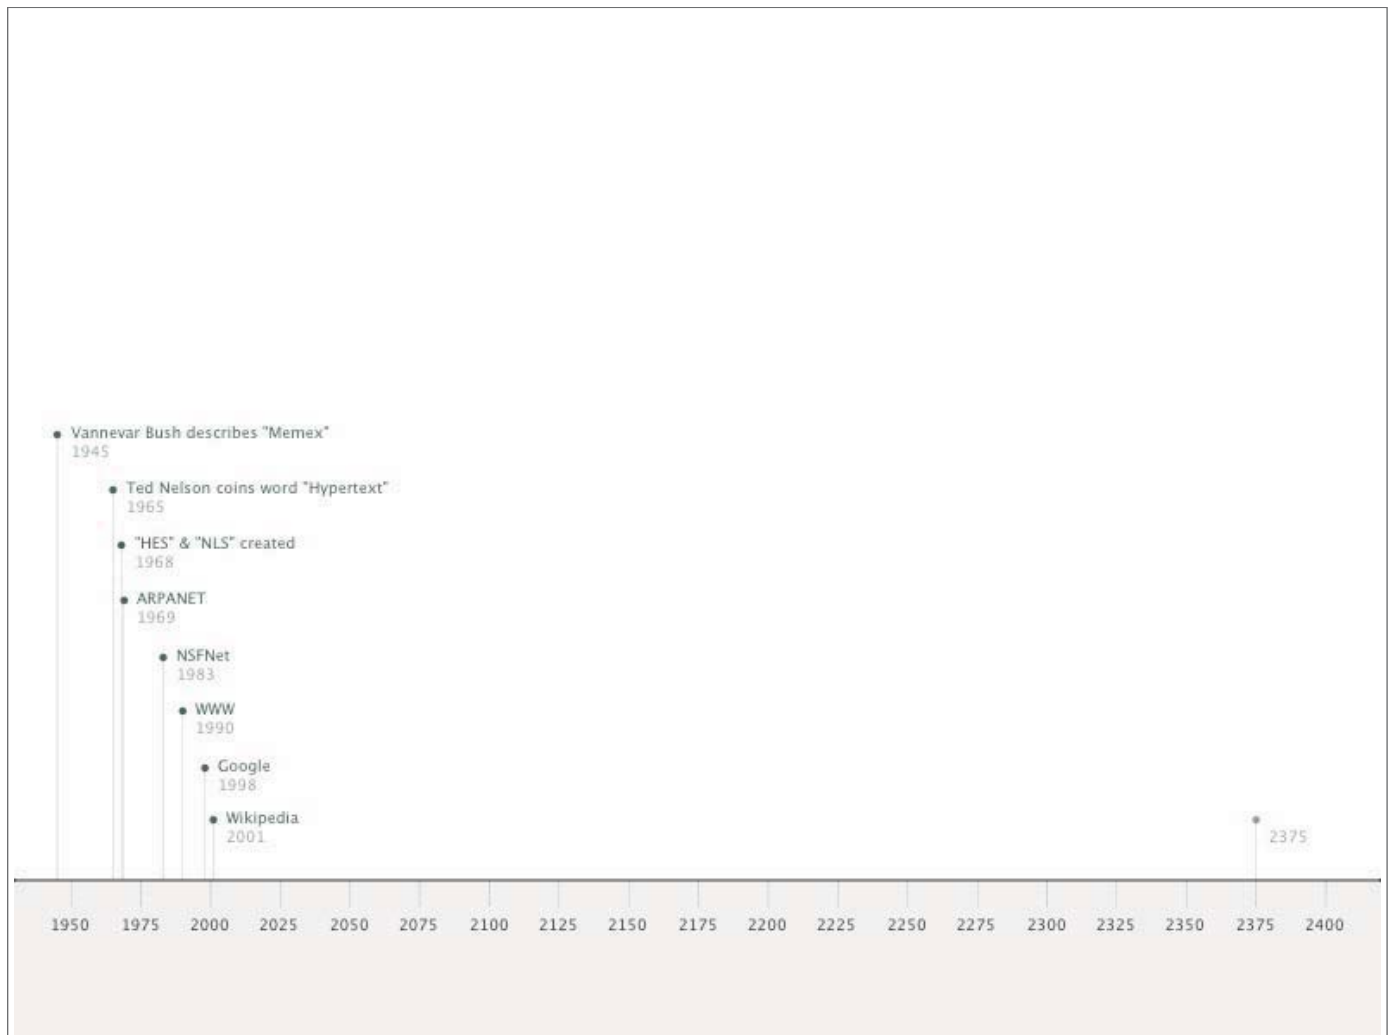 Vannevar Bush describes "Memex"
1945
Ted Nelson coins word "Hypertext"
1965
"HES" & "NLS" created
1968
ARPANET
1969
NSFNet
1983
WWW
1990
Google
1998
Wikipedia
2001
2375
1950 1975 2000 2025 2050 2075 2100 2125 2150 2175 2200 2225 2250 2275 2300 2325 2350 2375 2400